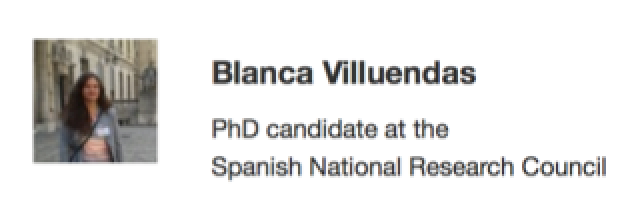 Blanca Villuendas
PhD candidate at the
Spanish National Research Council